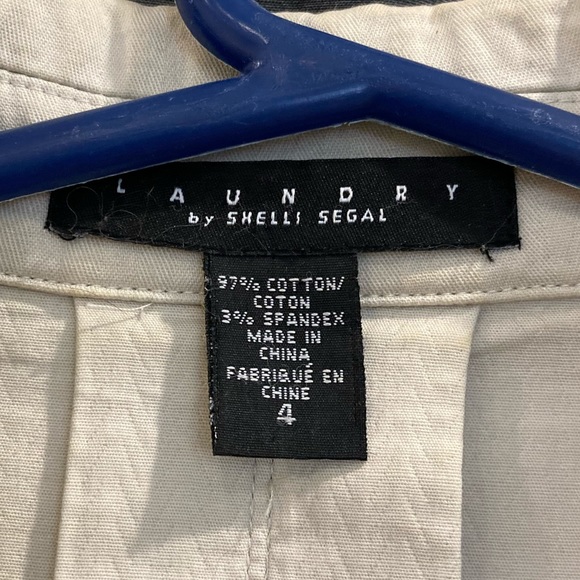 LAUNDRY
by SHELLI SEGAL
97% COTTON/
COTON
3% SPANDEX
MADE IN
CHINA
FABRIQUÉ EN
CHINE
4